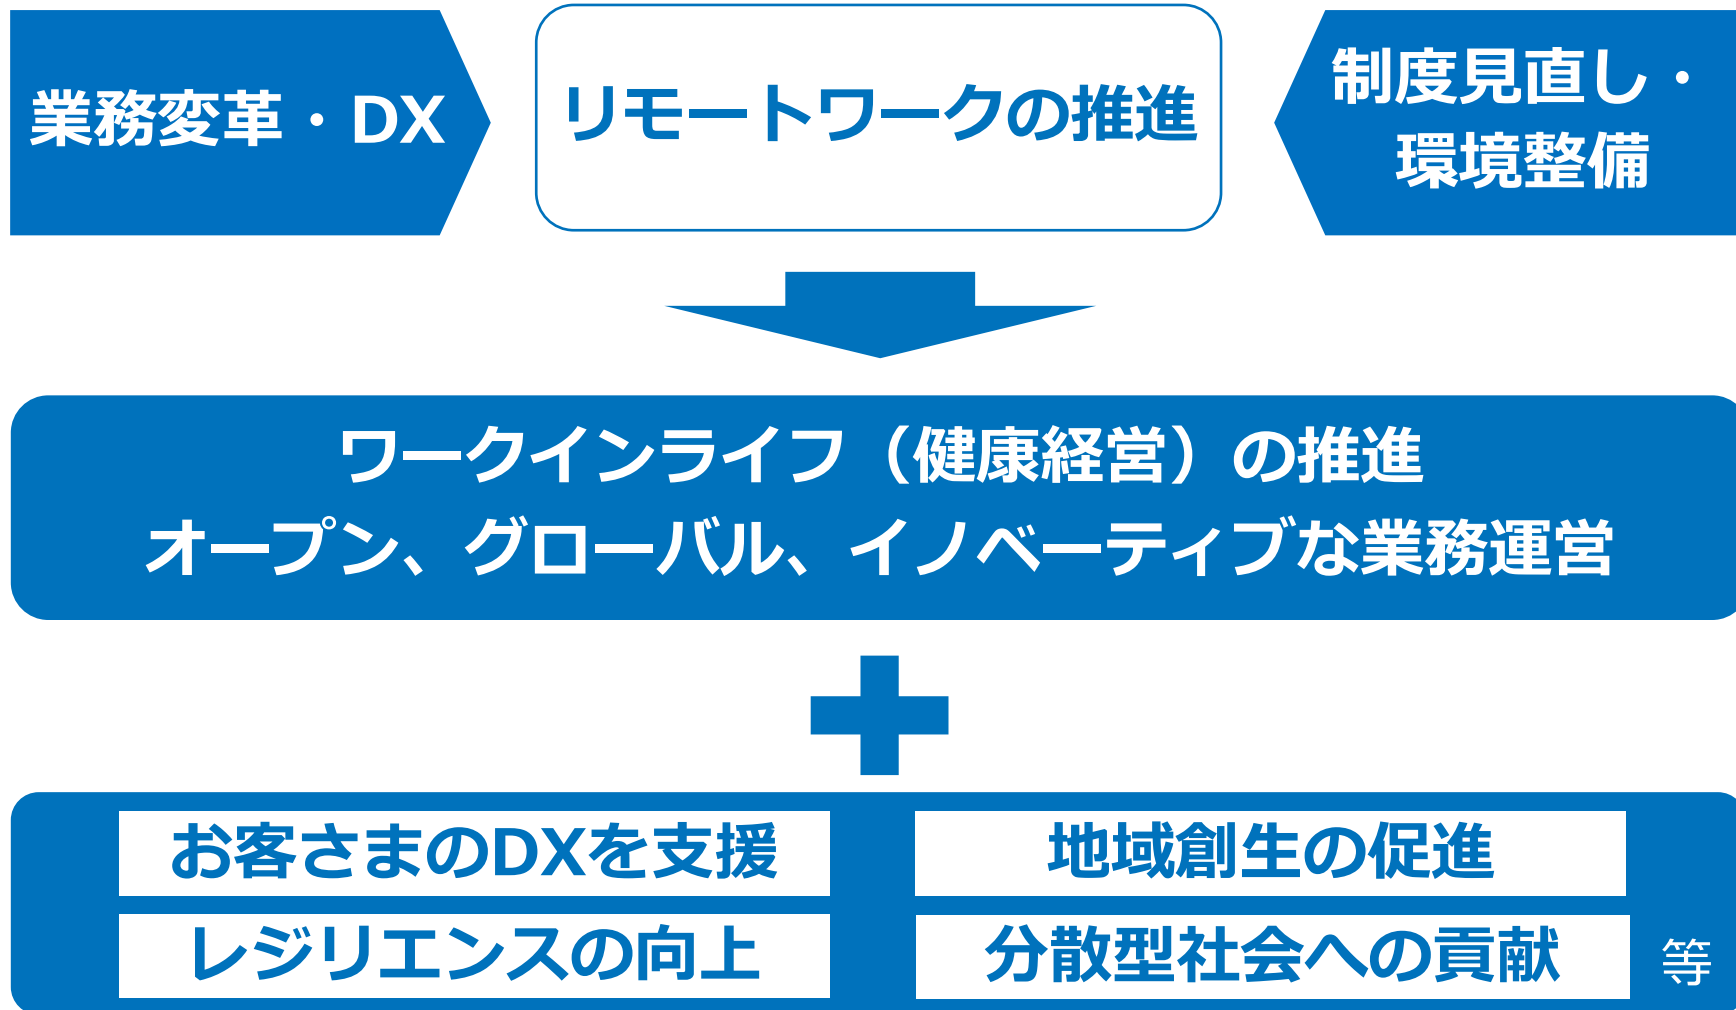 業務変革・DX
リモートワークの推進
制度見直し・
環境整備
ワークインライフ（健康経営）の推進
オープン、グローバル、イノベーティブな業務運営
お客さまのDXを支援
地域創生の促進
レジリエンスの向上
分散型社会への貢献
等